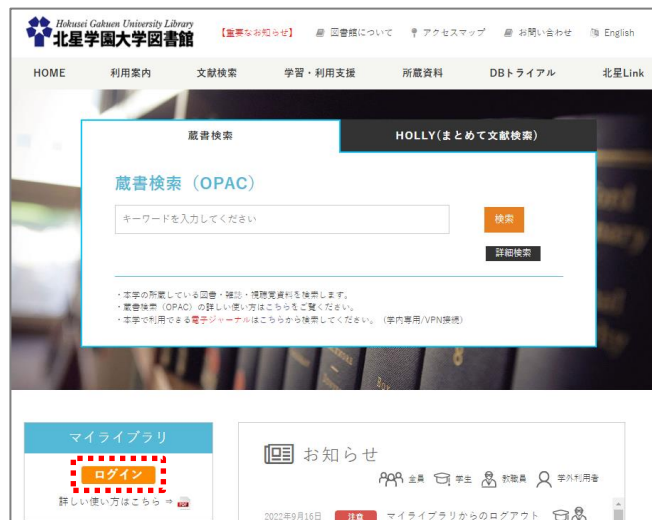 Hokusei Gakuen University Library
北星学園大学図書館
【重要なお知らせ】 図書館について アクセスマップ お問い合わせ English
HOME 利用案内 文献検索 学習・利用支援 所蔵資料 DBトライアル 北星Link
蔵書検索 HOLLY(まとめて文献検索)
蔵書検索（OPAC）
キーワードを入力してください 検索
詳細検索
・本学の所蔵している図書・雑誌・視聴覚資料を検索します。
・蔵書検索（OPAC）の詳しい使い方はこちらをご覧ください。
・本学で利用できる電子ジャーナルはこちらから検索してください。（学内専用/VPN接続）
マイライブラリ
ログイン
詳しい使い方はこちら ⇒ PDF
お知らせ
全員 学生 教職員 学外利用者
2022年9月16日 注意 マイライブラリからのログアウト